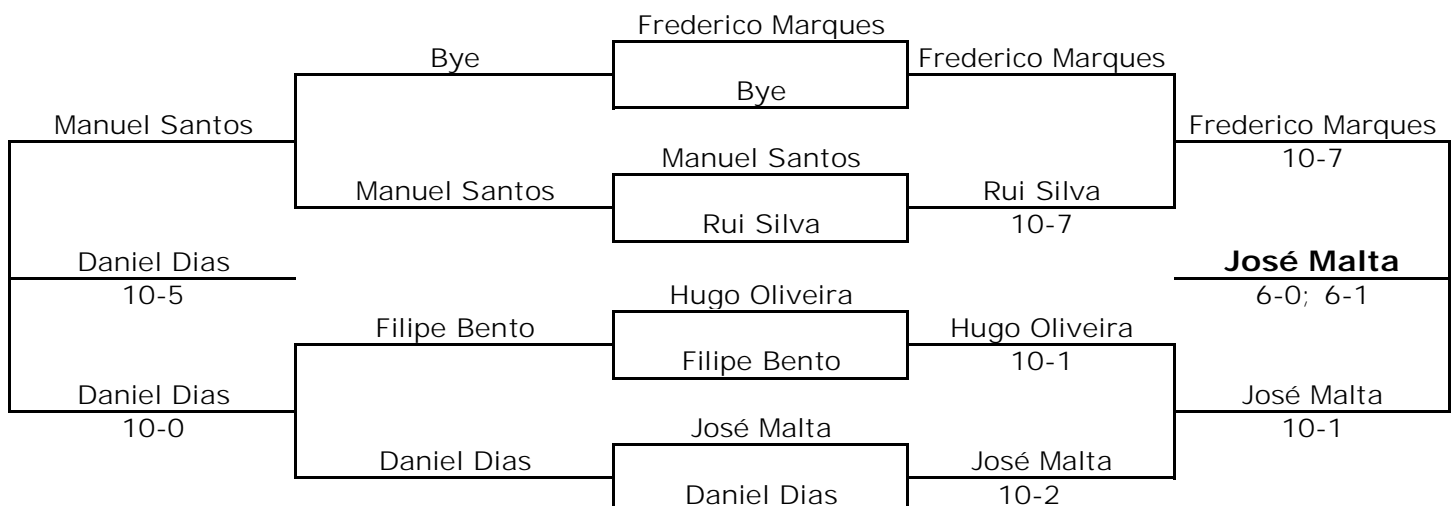 Frederico Marques
Bye
Frederico Marques
Bye
Manuel Santos
Frederico Marques
10-7
Manuel Santos
Manuel Santos
Rui Silva
Rui Silva
10-7
Daniel Dias
10-5
José Malta
6-0; 6-1
Hugo Oliveira
Filipe Bento
Hugo Oliveira
Filipe Bento
10-1
Daniel Dias
10-0
José Malta
10-1
José Malta
Daniel Dias
José Malta
Daniel Dias
10-2